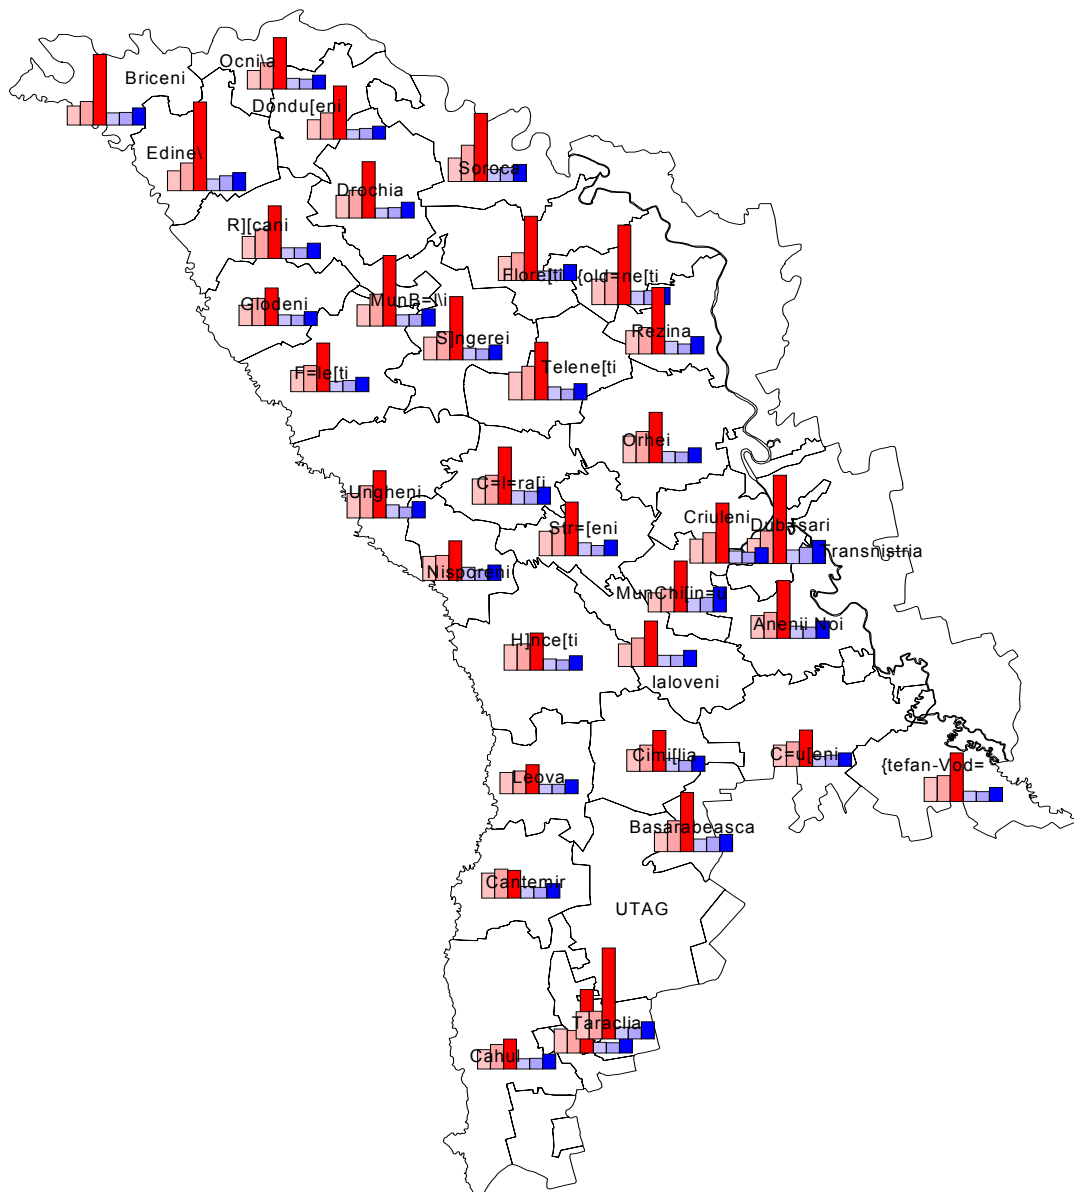 Ocni\a
Briceni
Dondu[eni
Edine\
Soroca
Drochia
R][cani
Flore[ti
{old=ne[ti
Glodeni
MunB=l\i
S]ngerei
Rezina
F=le[ti
Telene[ti
Orhei
Ungheni
C=l=ra[i
Str=[eni
Criuleni
Dub=sari
Transnistria
Nisporeni
MunChi[in=u
Anenii Noi
H]nce[ti
Ialoveni
Cimi[lia
C=u[eni
{tefan-Vod=
Leova
Basarabeasca
Cantemir
UTAG
Taraclia
Cahul